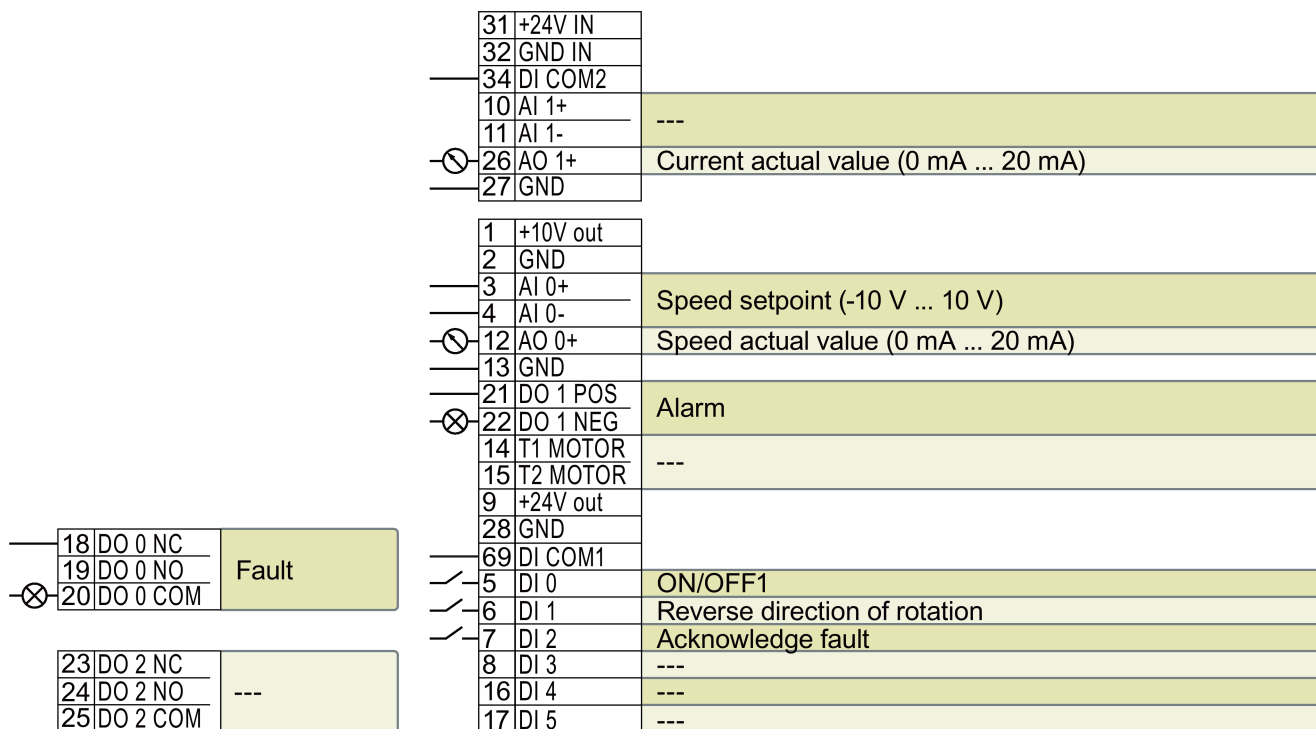 31 +24V IN
32 GND IN
34 DI COM2
10 AI 1+
---
11 AI 1-
26 AO 1+ Current actual value (0 mA ... 20 mA)
27 GND
1 +10V out
2 GND
3 AI 0+
Speed setpoint (-10 V ... 10 V)
4 AI 0-
12 AO 0+ Speed actual value (0 mA ... 20 mA)
13 GND
21 DO 1 POS
Alarm
22 DO 1 NEG
14 T1 MOTOR
---
15 T2 MOTOR
9 +24V out
28 GND
69 DI COM1
5 DI 0 ON/OFF1
6 DI 1 Reverse direction of rotation
7 DI 2 Acknowledge fault
8 DI 3 ---
16 DI 4 ---
17 DI 5 ---
18 DO 0 NC
19 DO 0 NO Fault
20 DO 0 COM
23 DO 2 NC
24 DO 2 NO ---
25 DO 2 COM